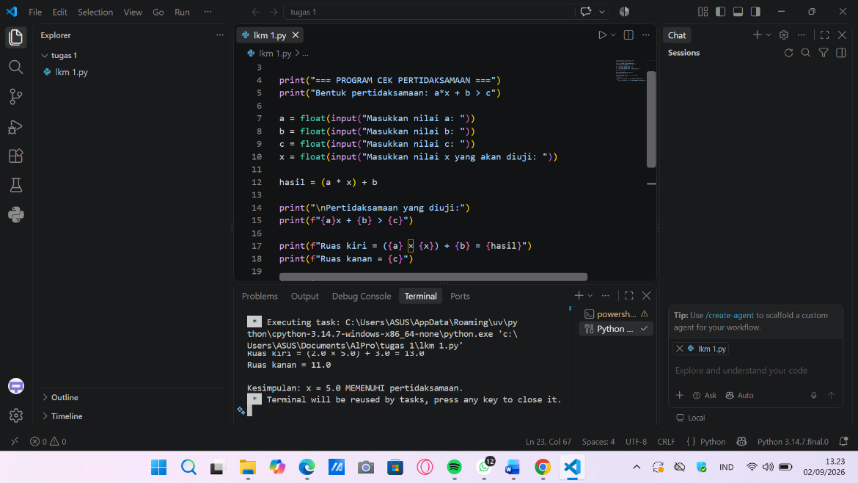 File Edit Selection View Go Run ··· tugas 1
Explorer ···
tugas 1
lkm 1.py
Outline
Timeline
lkm 1.py
lkm 1.py > ...
3
4 print("=== PROGRAM CEK PERTIDAKSAMAAN ===")
5 print("Bentuk pertidaksamaan: a*x + b > c")
6
7 a = float(input("Masukkan nilai a: "))
8 b = float(input("Masukkan nilai b: "))
9 c = float(input("Masukkan nilai c: "))
10 x = float(input("Masukkan nilai x yang akan diuji: "))
11
12 hasil = (a * x) + b
13
14 print("\nPertidaksamaan yang diuji:")
15 print(f"{a}x + {b} > {c}")
16
17 print(f"Ruas kiri = ({a} × {x}) + {b} = {hasil}")
18 print(f"Ruas kanan = {c}")
19
Problems Output Debug Console Terminal Ports
* Executing task: C:\Users\ASUS\AppData\Roaming\uv\py
thon\cpython-3.14.7-windows-x86_64-none\python.exe 'c:\
Users\ASUS\Documents\AlPro\tugas 1\lkm 1.py'
Ruas kiri = (2.0 × 5.0) + 3.0 = 13.0
Ruas kanan = 11.0
Kesimpulan: x = 5.0 MEMENUHI pertidaksamaan.
* Terminal will be reused by tasks, press any key to close it.
powersh...
Python ...
Chat
Sessions
Tip: Use /create-agent to scaffold a custom
agent for your workflow.
lkm 1.py
Explore and understand your code
Ask Auto
Local
0 0 Ln 23, Col 67 Spaces: 4 UTF-8 CRLF {} Python Python 3.14.7.final.0
12
IND
13.23
02/09/2026